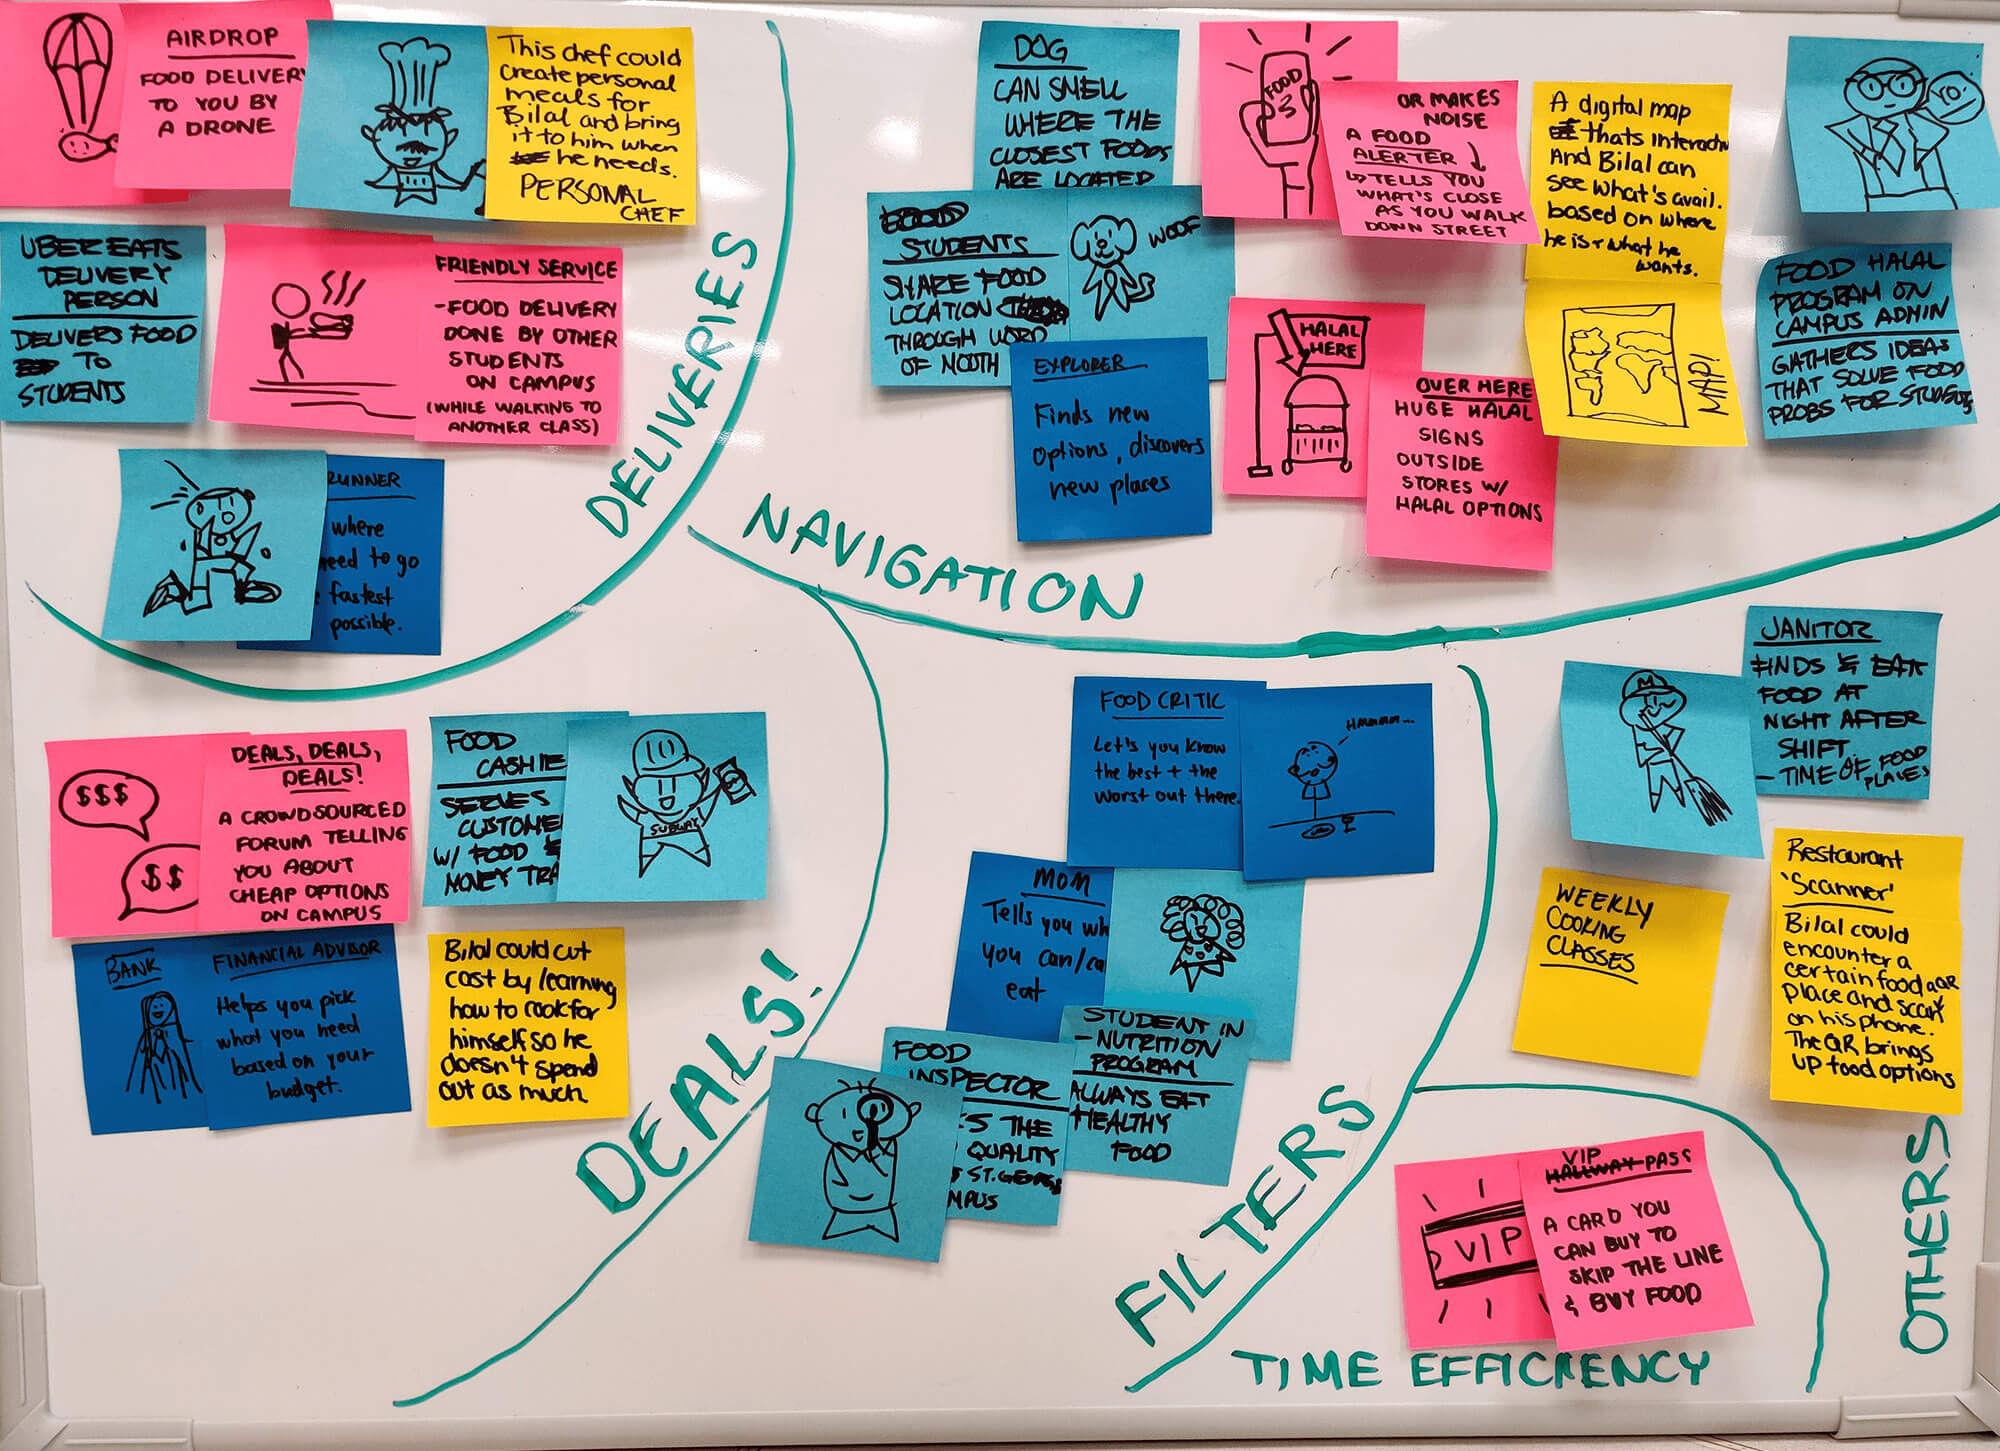 AIRDROP
FOOD DELIVERY
TO YOU BY
A DRONE
This chef could
create personal
meals for
Bilal and bring
it to him when
he needs.
PERSONAL
CHEF
UBER EATS
DELIVERY
PERSON
DELIVERS FOOD
TO
STUDENTS
FRIENDLY SERVICE
-FOOD DELIVERY
DONE BY OTHER
STUDENTS
ON CAMPUS
(WHILE WALKING TO
ANOTHER CLASS)
RUNNER
where
need to go
fastest
possible.
DELIVERIES
DOG
CAN SMELL
WHERE THE
CLOSEST FOODS
ARE LOCATED
FOOD
STUDENTS
SHARE FOOD
LOCATION
THROUGH WORD
OF MOUTH
WOOF
EXPLORER
Finds new
options, discovers
new places
FOOD
OR MAKES
NOISE
A FOOD
ALERTER
↳TELLS YOU
WHAT'S CLOSE
AS YOU WALK
DOWN STREET
HALAL
HERE
OVER HERE
HUGE HALAL
SIGNS
OUTSIDE
STORES W/
HALAL OPTIONS
A digital map
thats interactiv
And Bilal can
see what's avail.
based on where
he is + what he
wants.
MAP!
YO!
FOOD HALAL
PROGRAM ON
CAMPUS ADMIN
GATHERS IDEAS
THAT SOLVE FOOD
PROBS FOR STUDENTS
NAVIGATION
$$$
$$
DEALS, DEALS,
DEALS!
A CROWDSOURCED
FORUM TELLING
YOU ABOUT
CHEAP OPTIONS
ON CAMPUS
FOOD
CASHIE
SERVES
CUSTOME
W/ FOOD &
MONEY TRA
SUBWAY
BANK
FINANCIAL ADVISOR
Helps you pick
what you need
based on your
budget.
Bilal could cut
cost by learning
how to cook for
himself so he
doesn't spend
out as much
DEALS!
FOOD CRITIC
Let's you know
the best + the
worst out there.
Hmmmm...
MOM
Tells you wh
you can/ca
eat
STUDENT IN
-NUTRITION
PROGRAM
ALWAYS EAT
HEALTHY
FOOD
FOOD
INSPECTOR
THE
QUALITY
ST. GEORGE
MPUS
FILTERS
M
JANITOR
FINDS & EAT
FOOD AT
NIGHT AFTER
SHIFT
-TIME OF FOOD
PLACES
WEEKLY
COOKING
CLASSES
Restaurant
'Scanner'
Bilal could
encounter a
certain food
place and scan
on his phone.
The QR brings
up food options
OTHERS
VIP
VIP
HALLWAY PASS
A CARD YOU
CAN BUY TO
SKIP THE LINE
& BUY FOOD
TIME EFFICIENCY